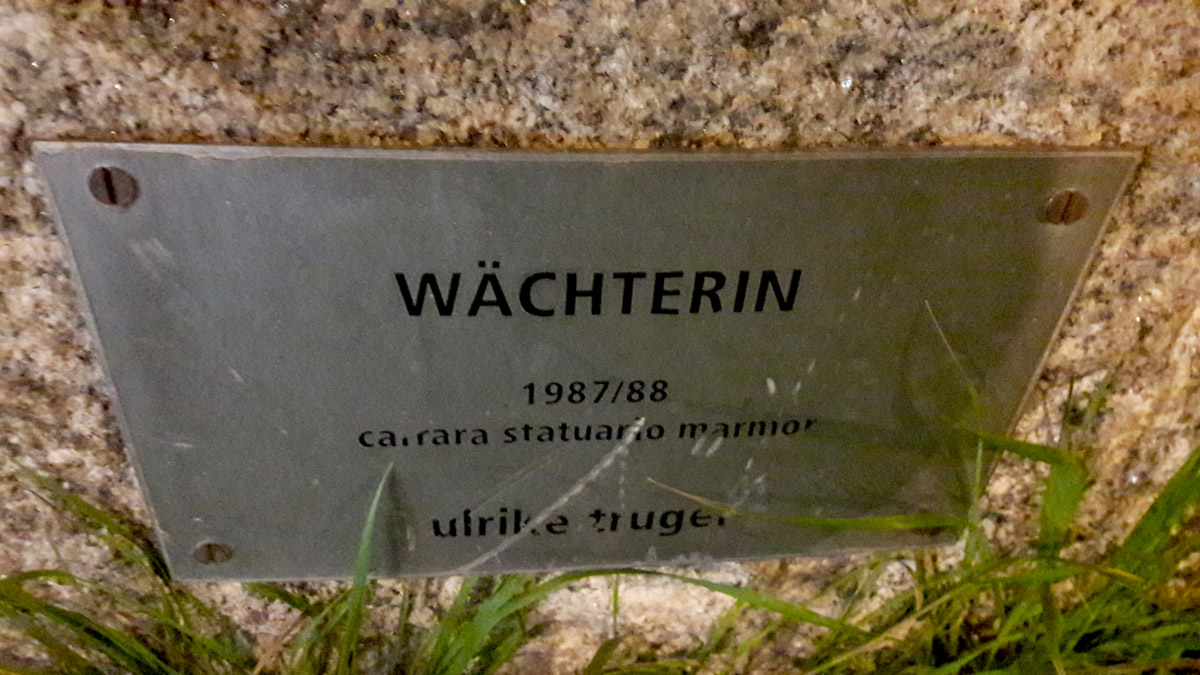 WÄCHTERIN
1987/88
carrara statuario marmor
ulrike truger